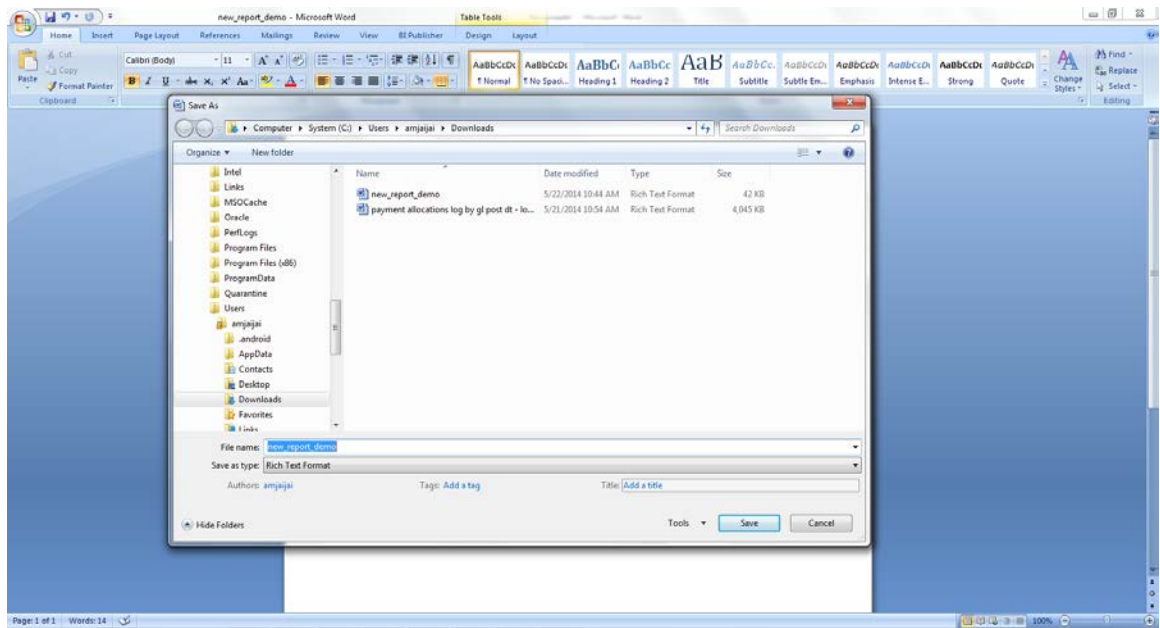 new_report_demo - Microsoft Word
Table Tools
Home Insert Page Layout References Mailings Review View BI Publisher Design Layout
Cut
Copy
Paste
Format Painter
Clipboard
Calibri (Body) 11
AaBbCcDc AaBbCcDc AaBbC AaBbCc AaB AaBbCc. AaBbCcDc AaBbCcDc AaBbCcDc AaBbCcDc AaBbCcDc
¶ Normal ¶ No Spaci... Heading 1 Heading 2 Title Subtitle Subtle Em... Emphasis Intense E... Strong Quote
Change Styles
Find
Replace
Select
Editing
Save As
Computer System (C:) Users amjaijai Downloads
Search Downloads
Organize New folder
Name Date modified Type Size
new_report_demo 5/22/2014 10:44 AM Rich Text Format 42 KB
payment allocations log by gl post dt - lo... 5/21/2014 10:54 AM Rich Text Format 4,045 KB
Intel
Links
MSOCache
Oracle
PerfLogs
Program Files
Program Files (x86)
ProgramData
Quarantine
Users
amjaijai
.android
AppData
Contacts
Desktop
Downloads
Favorites
Links
File name: new_report_demo
Save as type: Rich Text Format
Authors: amjaijai Tags: Add a tag Title: Add a title
Hide Folders
Tools Save Cancel
Page: 1 of 1 Words: 14 100%